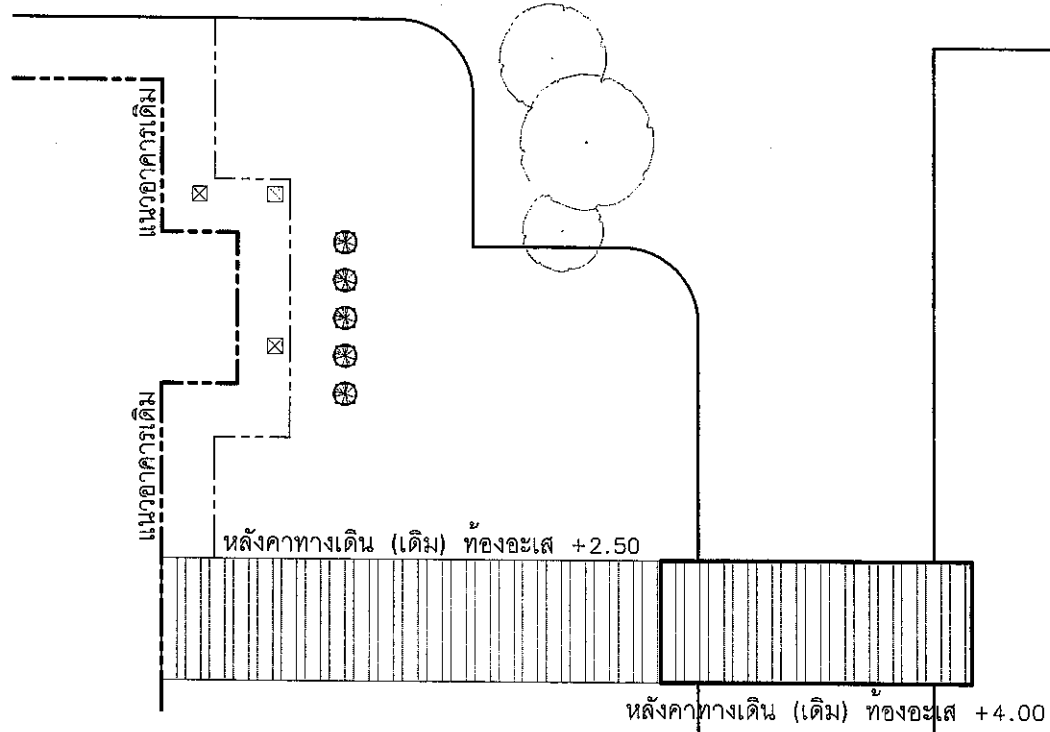 แนวอาคารเดิม
แนวอาคารเดิม
หลังคาทางเดิน (เดิม) ท้องอะเส +2.50
หลังคาทางเดิน (เดิม) ท้องอะเส +4.00